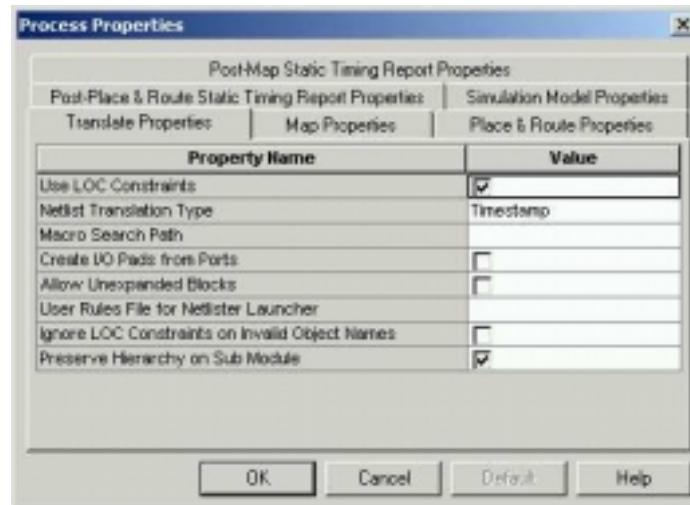 Process Properties
Post-Map Static Timing Report Properties
Post-Place & Route Static Timing Report Properties Simulation Model Properties
Translate Properties Map Properties Place & Route Properties
Property Name Value
Use LOC Constraints
Netlist Translation Type Timestamp
Macro Search Path
Create I/O Pads from Ports
Allow Unexpanded Blocks
User Rules File for Netlister Launcher
Ignore LOC Constraints on Invalid Object Names
Preserve Hierarchy on Sub Module
OK Cancel Default Help